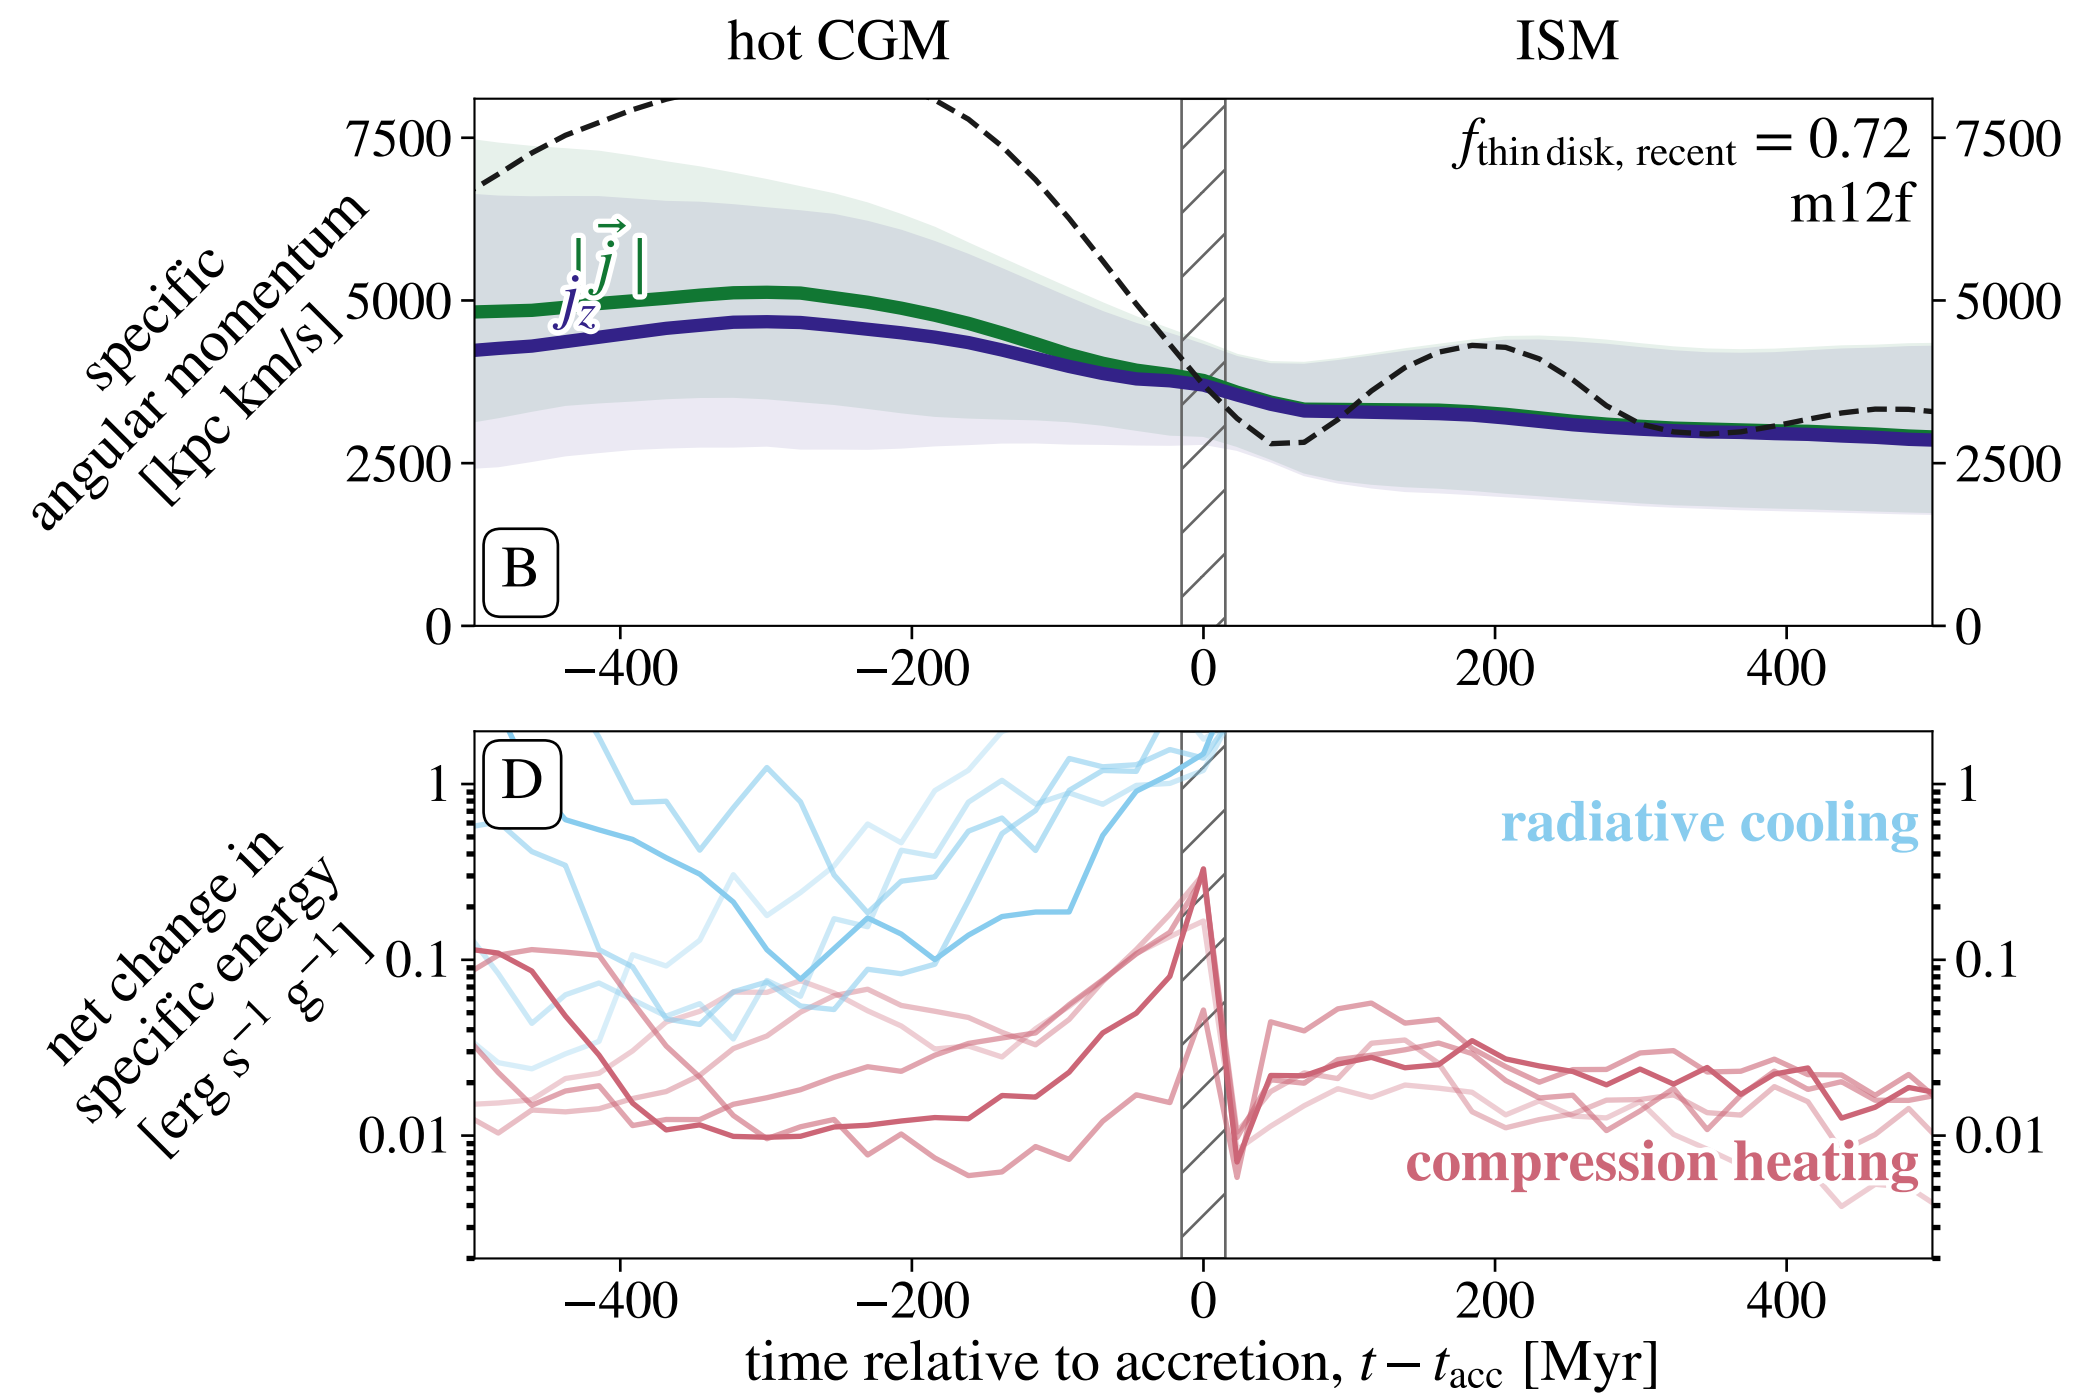 hot CGM
ISM
specific
angular momentum
[kpc km/s]
7500
5000
2500
0
7500
5000
2500
0
f_thin disk, recent = 0.72
m12f
|j⃗|
j_z
B
−400
−200
0
200
400
net change in
specific energy
[erg s⁻¹ g⁻¹]
1
0.1
0.01
1
0.1
0.01
D
radiative cooling
compression heating
−400
−200
0
200
400
time relative to accretion, t − t_acc [Myr]